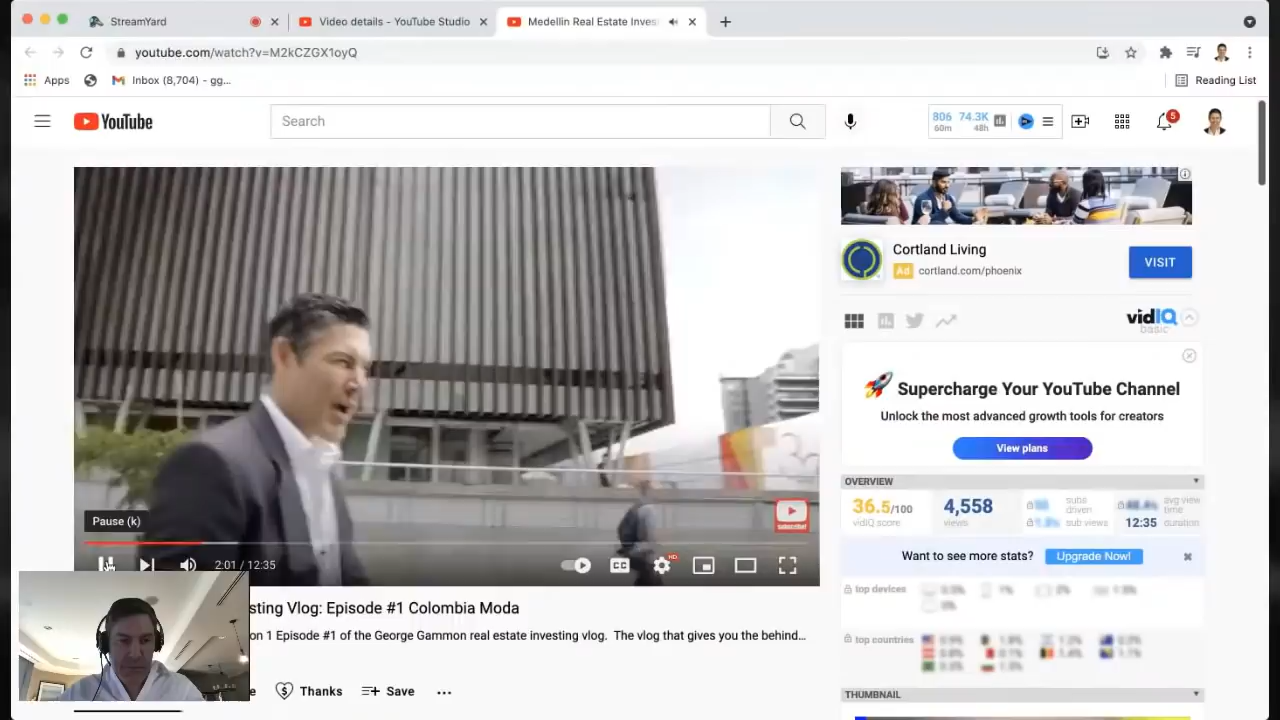 StreamYard
Video details - YouTube Studio
Medellin Real Estate Inves
youtube.com/watch?v=M2kCZGX1oyQ
Apps
Inbox (8,704) - gg...
Reading List
YouTube
Search
806 74.3K
60m 48h
5
Cortland Living
Ad cortland.com/phoenix
VISIT
vidIQ
basic
Supercharge Your YouTube Channel
Unlock the most advanced growth tools for creators
View plans
OVERVIEW
36.5/100
vidIQ score
4,558
views
subs driven
sub views
avg view time
12:35 duration
Want to see more stats? Upgrade Now!
top devices
top countries
THUMBNAIL
Pause (k)
SUBSCRIBE!
CC
HD
2:01 / 12:35
sting Vlog: Episode #1 Colombia Moda
on 1 Episode #1 of the George Gammon real estate investing vlog. The vlog that gives you the behind...
e Thanks Save ...